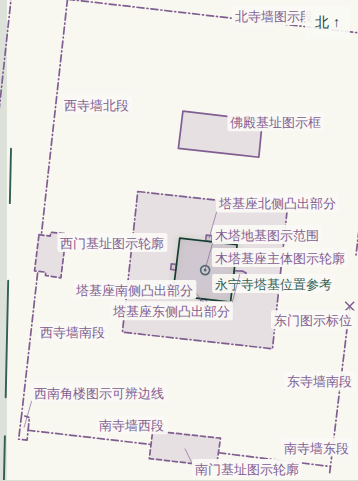 北寺墙图示
北 ↑
西寺墙北段
佛殿基址图示框
塔基座北侧凸出部分
木塔地基图示范围
西门基址图示轮廓
木塔基座主体图示轮廓
永宁寺塔基位置参考
塔基座南侧凸出部分
塔基座东侧凸出部分
东门图示标位
西寺墙南段
东寺墙南段
西南角楼图示可辨边线
南寺墙西段
南寺墙东段
南门基址图示轮廓